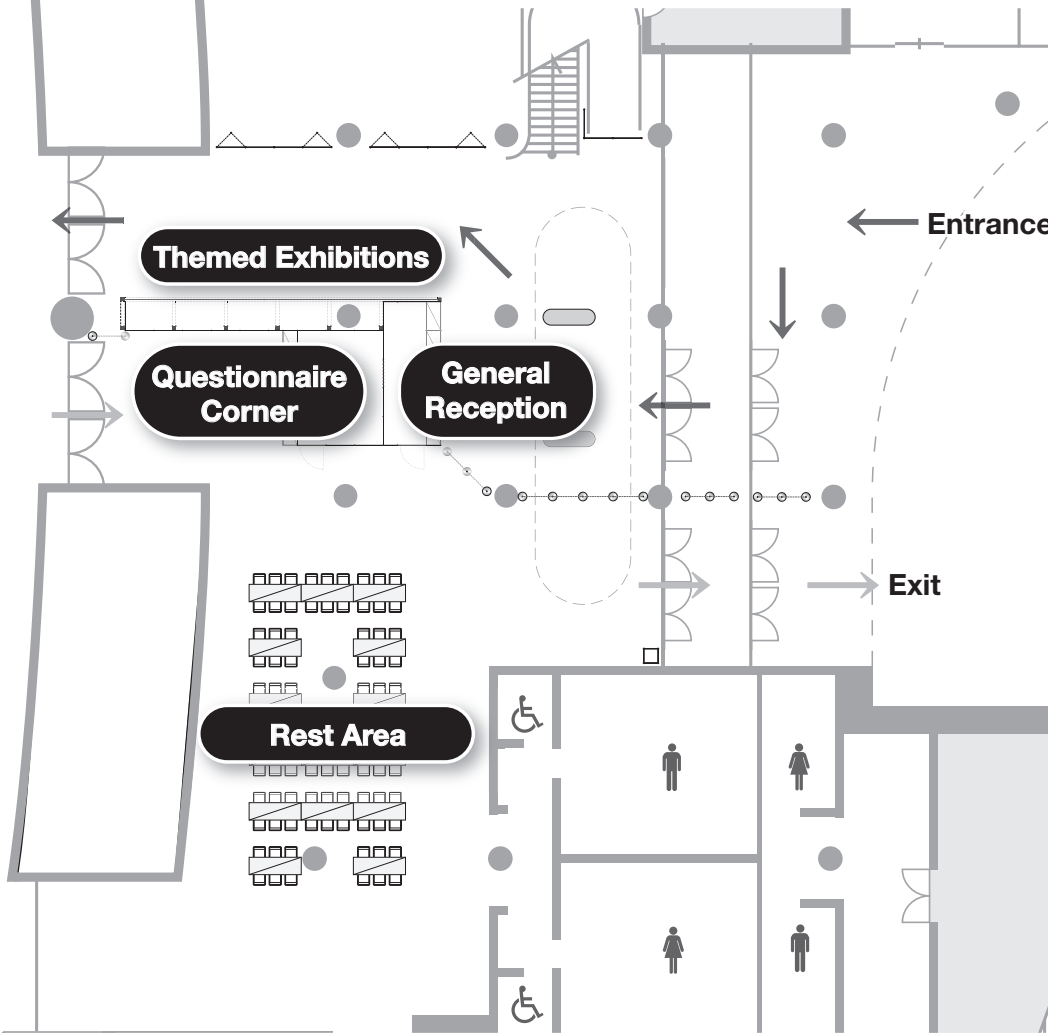 Entrance
Themed Exhibitions
Questionnaire
Corner
General
Reception
Exit
Rest Area